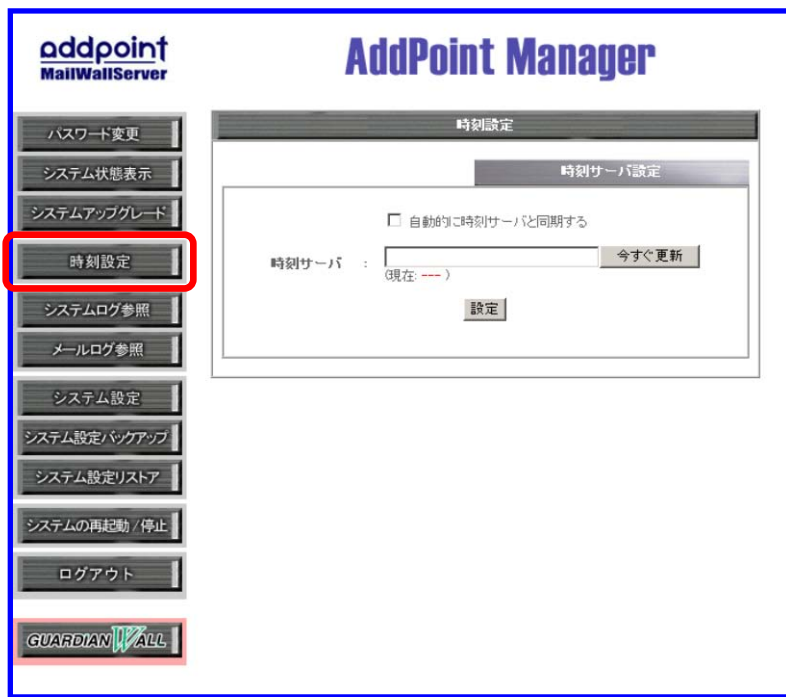 addpoint
MailWallServer
AddPoint Manager
パスワード変更
システム状態表示
システムアップグレード
時刻設定
システムログ参照
メールログ参照
システム設定
システム設定バックアップ
システム設定リストア
システムの再起動/停止
ログアウト
GUARDIAN WALL
時刻設定
時刻サーバ設定
自動的に時刻サーバと同期する
時刻サーバ : 今すぐ更新
(現在: --- )
設定